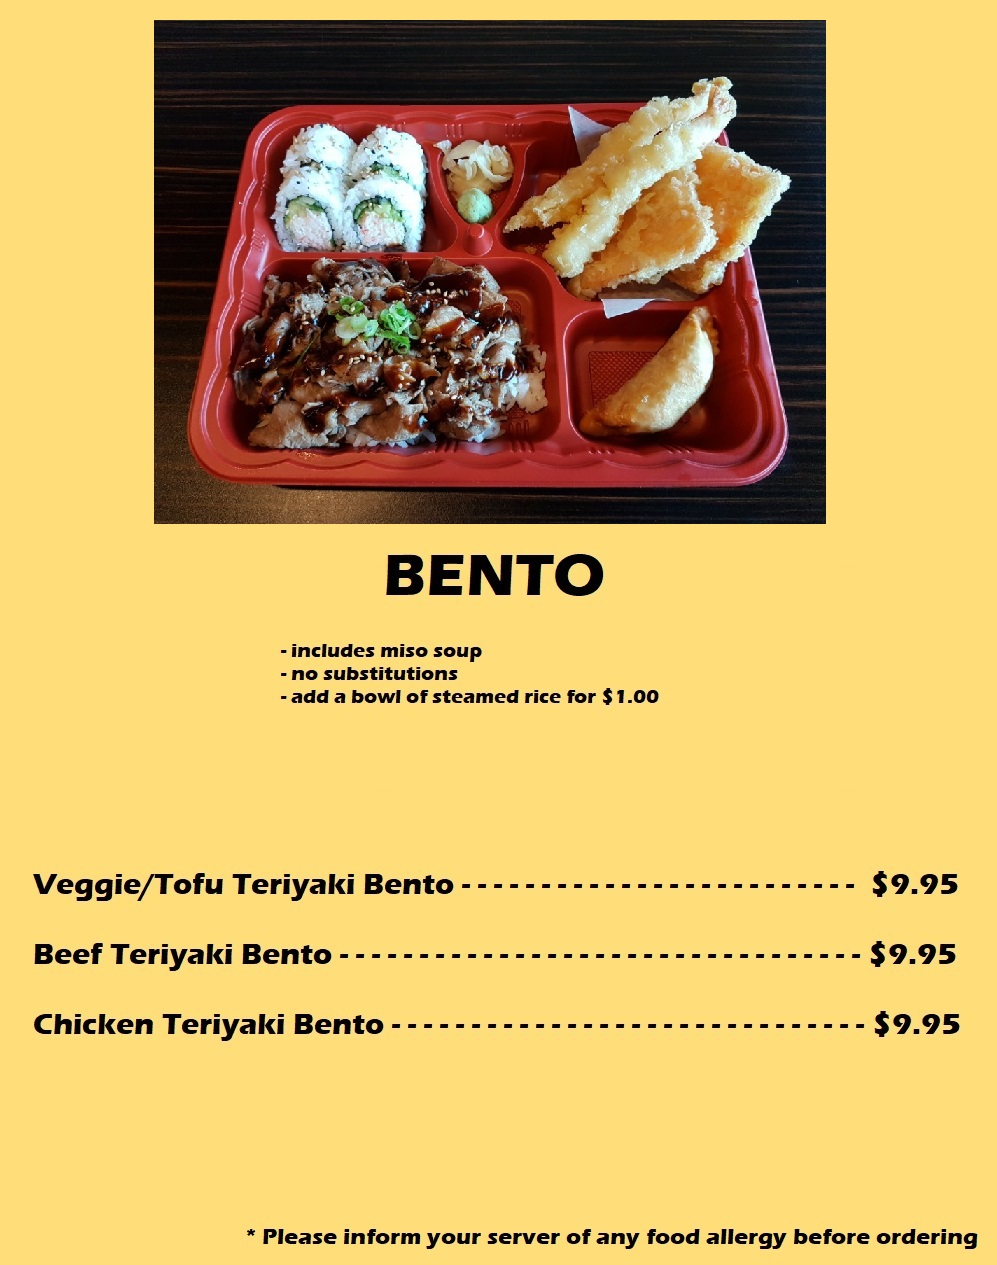 BENTO
- includes miso soup
- no substitutions
- add a bowl of steamed rice for $1.00
Veggie/Tofu Teriyaki Bento - - - - - - - - - - - - - - - - - - - - - - - - - $9.95
Beef Teriyaki Bento - - - - - - - - - - - - - - - - - - - - - - - - - - - - - - - - - $9.95
Chicken Teriyaki Bento - - - - - - - - - - - - - - - - - - - - - - - - - - - - - - $9.95
* Please inform your server of any food allergy before ordering